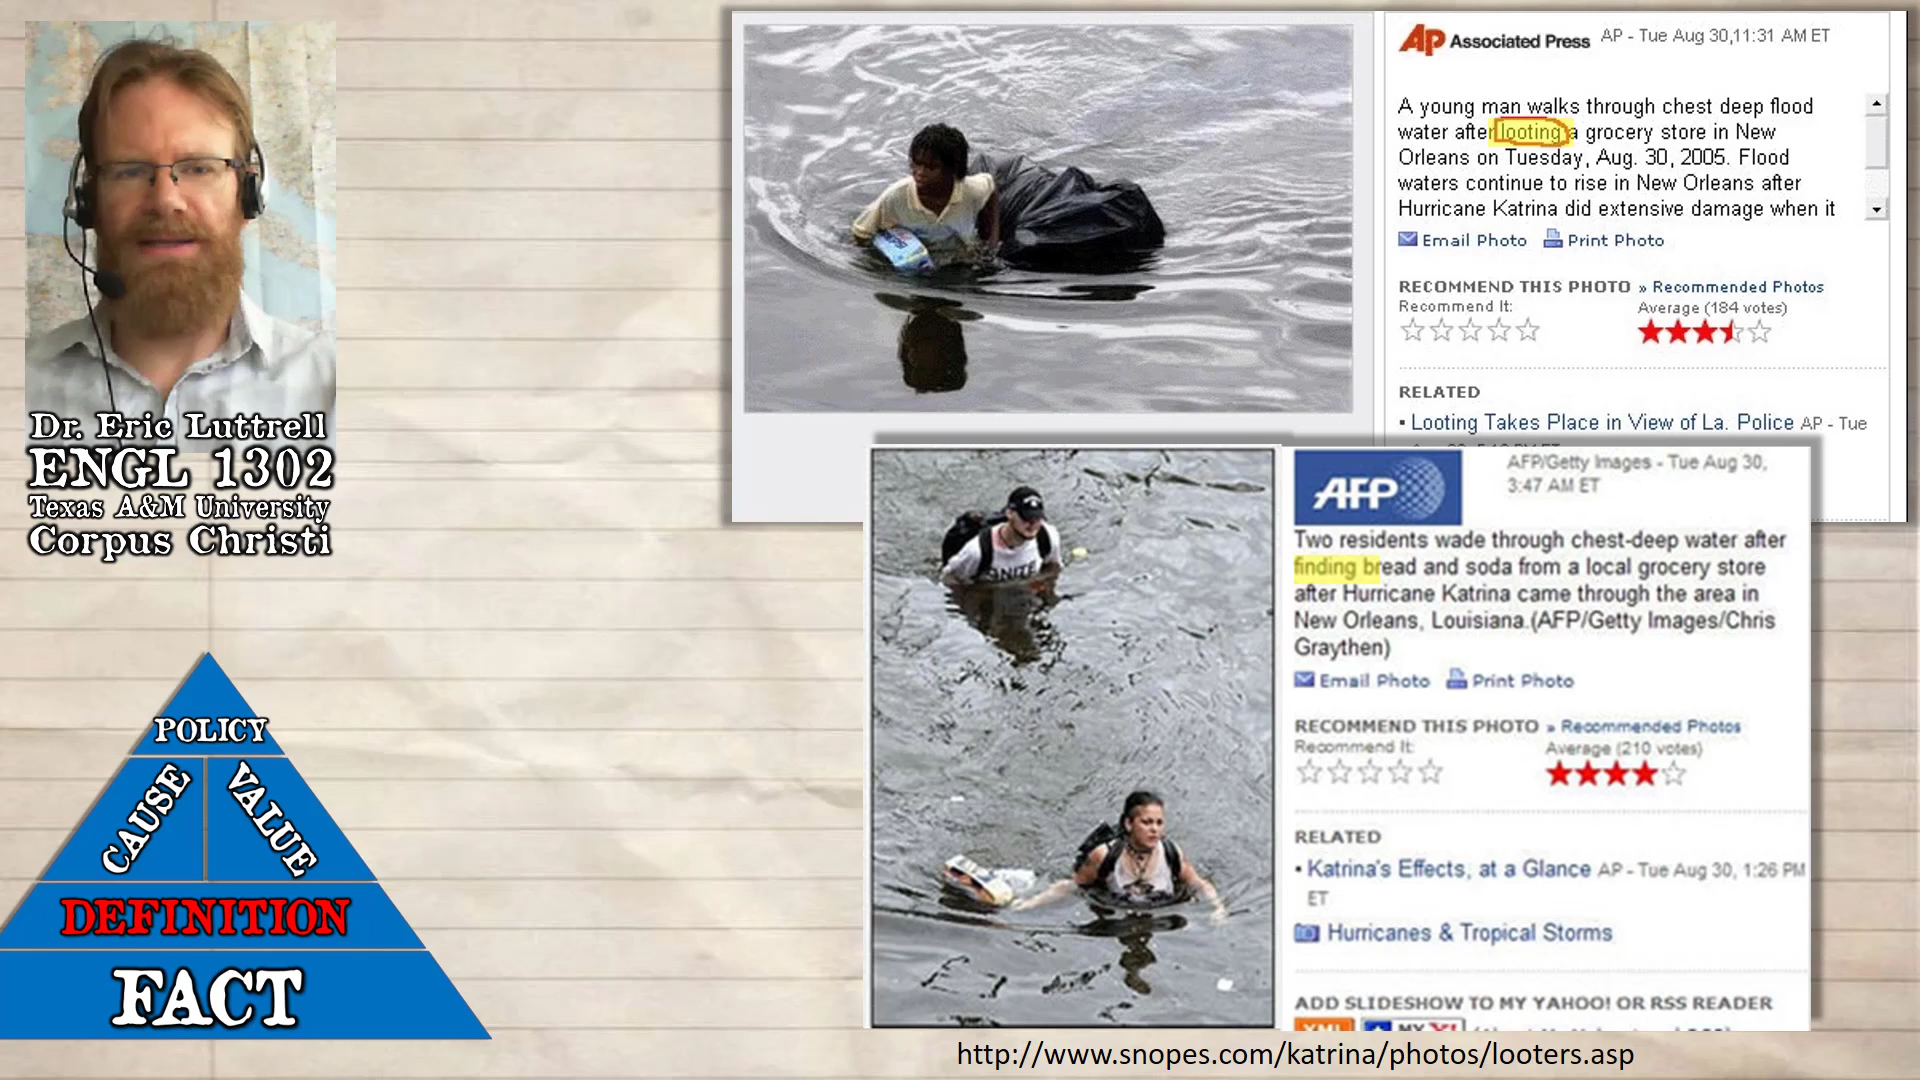 Dr. Eric Luttrell
ENGL 1302
Texas A&M University
Corpus Christi
POLICY
CAUSE
VALUE
DEFINITION
FACT
AP Associated Press AP - Tue Aug 30,11:31 AM ET
A young man walks through chest deep flood
water after looting a grocery store in New
Orleans on Tuesday, Aug. 30, 2005. Flood
waters continue to rise in New Orleans after
Hurricane Katrina did extensive damage when it
Email Photo Print Photo
RECOMMEND THIS PHOTO » Recommended Photos
Recommend It: Average (184 votes)
RELATED
• Looting Takes Place in View of La. Police AP - Tue
AFP AFP/Getty Images - Tue Aug 30,
3:47 AM ET
Two residents wade through chest-deep water after
finding bread and soda from a local grocery store
after Hurricane Katrina came through the area in
New Orleans, Louisiana.(AFP/Getty Images/Chris
Graythen)
Email Photo Print Photo
RECOMMEND THIS PHOTO » Recommended Photos
Recommend It: Average (210 votes)
RELATED
• Katrina's Effects, at a Glance AP - Tue Aug 30, 1:26 PM
ET
Hurricanes & Tropical Storms
ADD SLIDESHOW TO MY YAHOO! OR RSS READER
http://www.snopes.com/katrina/photos/looters.asp